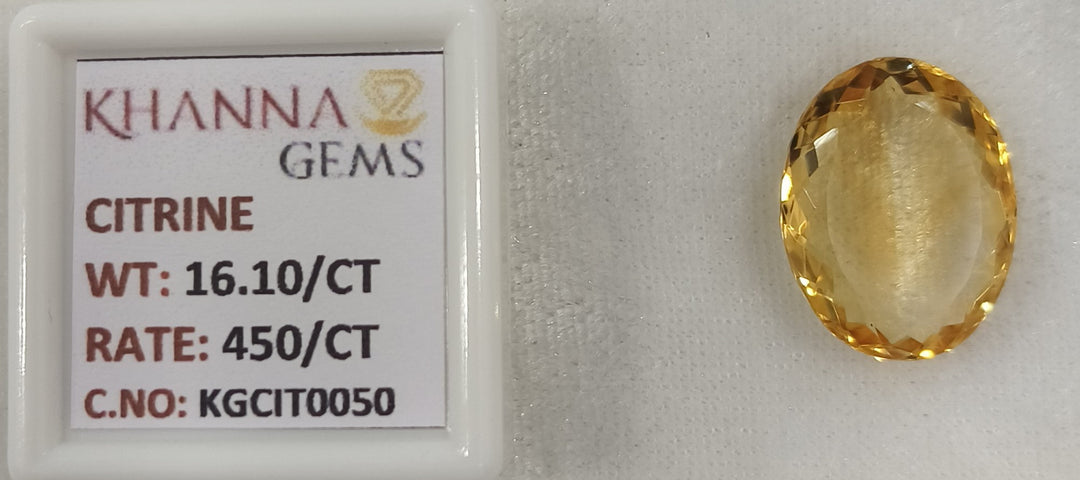 KHANNA
GEMS
CITRINE
WT: 16.10/CT
RATE: 450/CT
C.NO: KGCIT0050